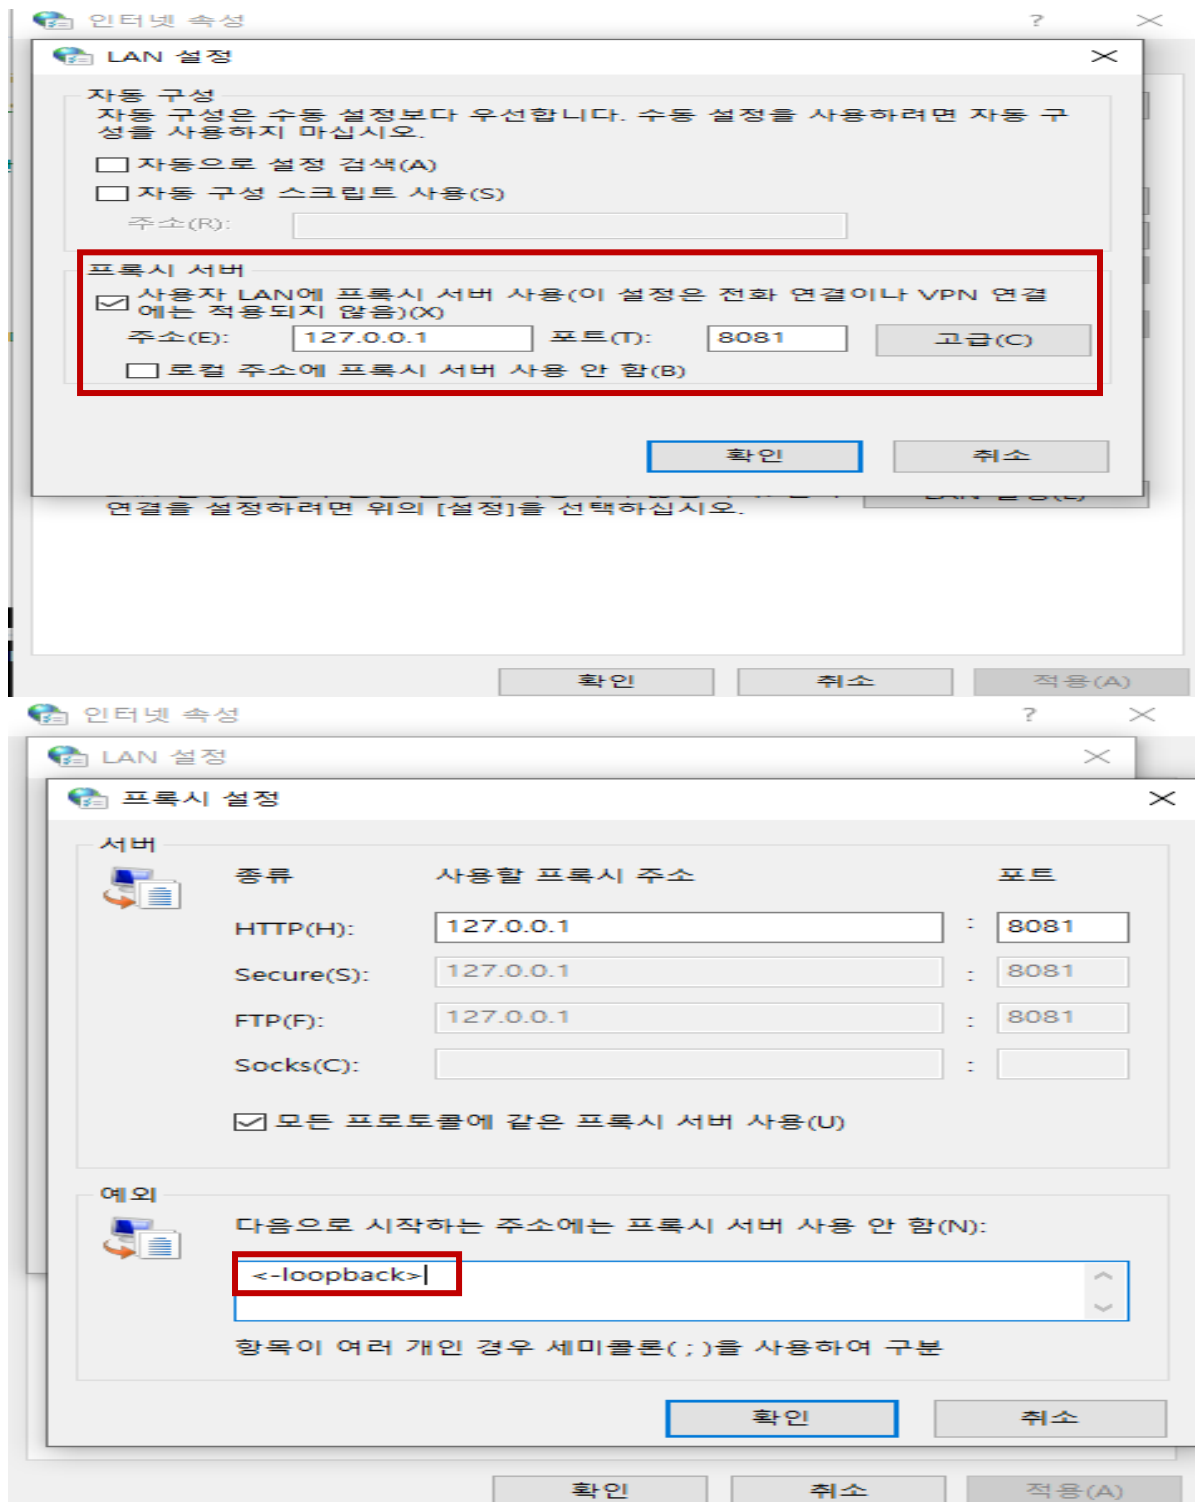 인터넷 속성
?
LAN 설정
자동 구성
자동 구성은 수동 설정보다 우선합니다. 수동 설정을 사용하려면 자동 구
성을 사용하지 마십시오.
자동으로 설정 검색(A)
자동 구성 스크립트 사용(S)
주소(R):
프록시 서버
사용자 LAN에 프록시 서버 사용(이 설정은 전화 연결이나 VPN 연결
에는 적용되지 않음)(X)
주소(E): 127.0.0.1 포트(T): 8081 고급(C)
로컬 주소에 프록시 서버 사용 안 함(B)
확인 취소
연결을 설정하려면 위의 [설정]을 선택하십시오.
확인 취소 적용(A)
인터넷 속성
?
LAN 설정
프록시 설정
서버
종류 사용할 프록시 주소 포트
HTTP(H): 127.0.0.1 : 8081
Secure(S): 127.0.0.1 : 8081
FTP(F): 127.0.0.1 : 8081
Socks(C): :
모든 프로토콜에 같은 프록시 서버 사용(U)
예외
다음으로 시작하는 주소에는 프록시 서버 사용 안 함(N):
<-loopback>
항목이 여러 개인 경우 세미콜론( ; )을 사용하여 구분
확인 취소
확인 취소 적용(A)